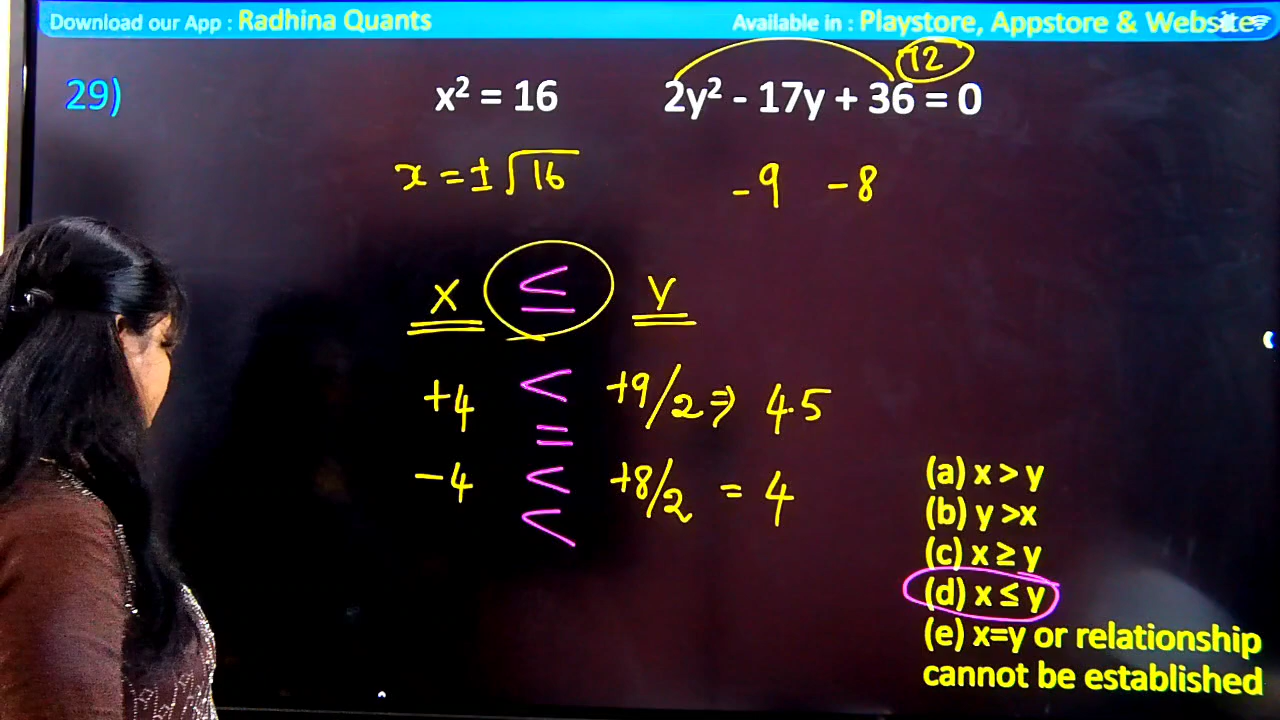 Download our App : Radhina Quants
Available in : Playstore, Appstore & Website
72
29) x² = 16 2y² - 17y + 36 = 0
x = ±√16 -9 -8
X ≤ Y
+4 < +9/2 ⇒ 4.5
=
-4 < +8/2 = 4
<
(a) x > y
(b) y >x
(c) x ≥ y
(d) x ≤ y
(e) x=y or relationship
cannot be established